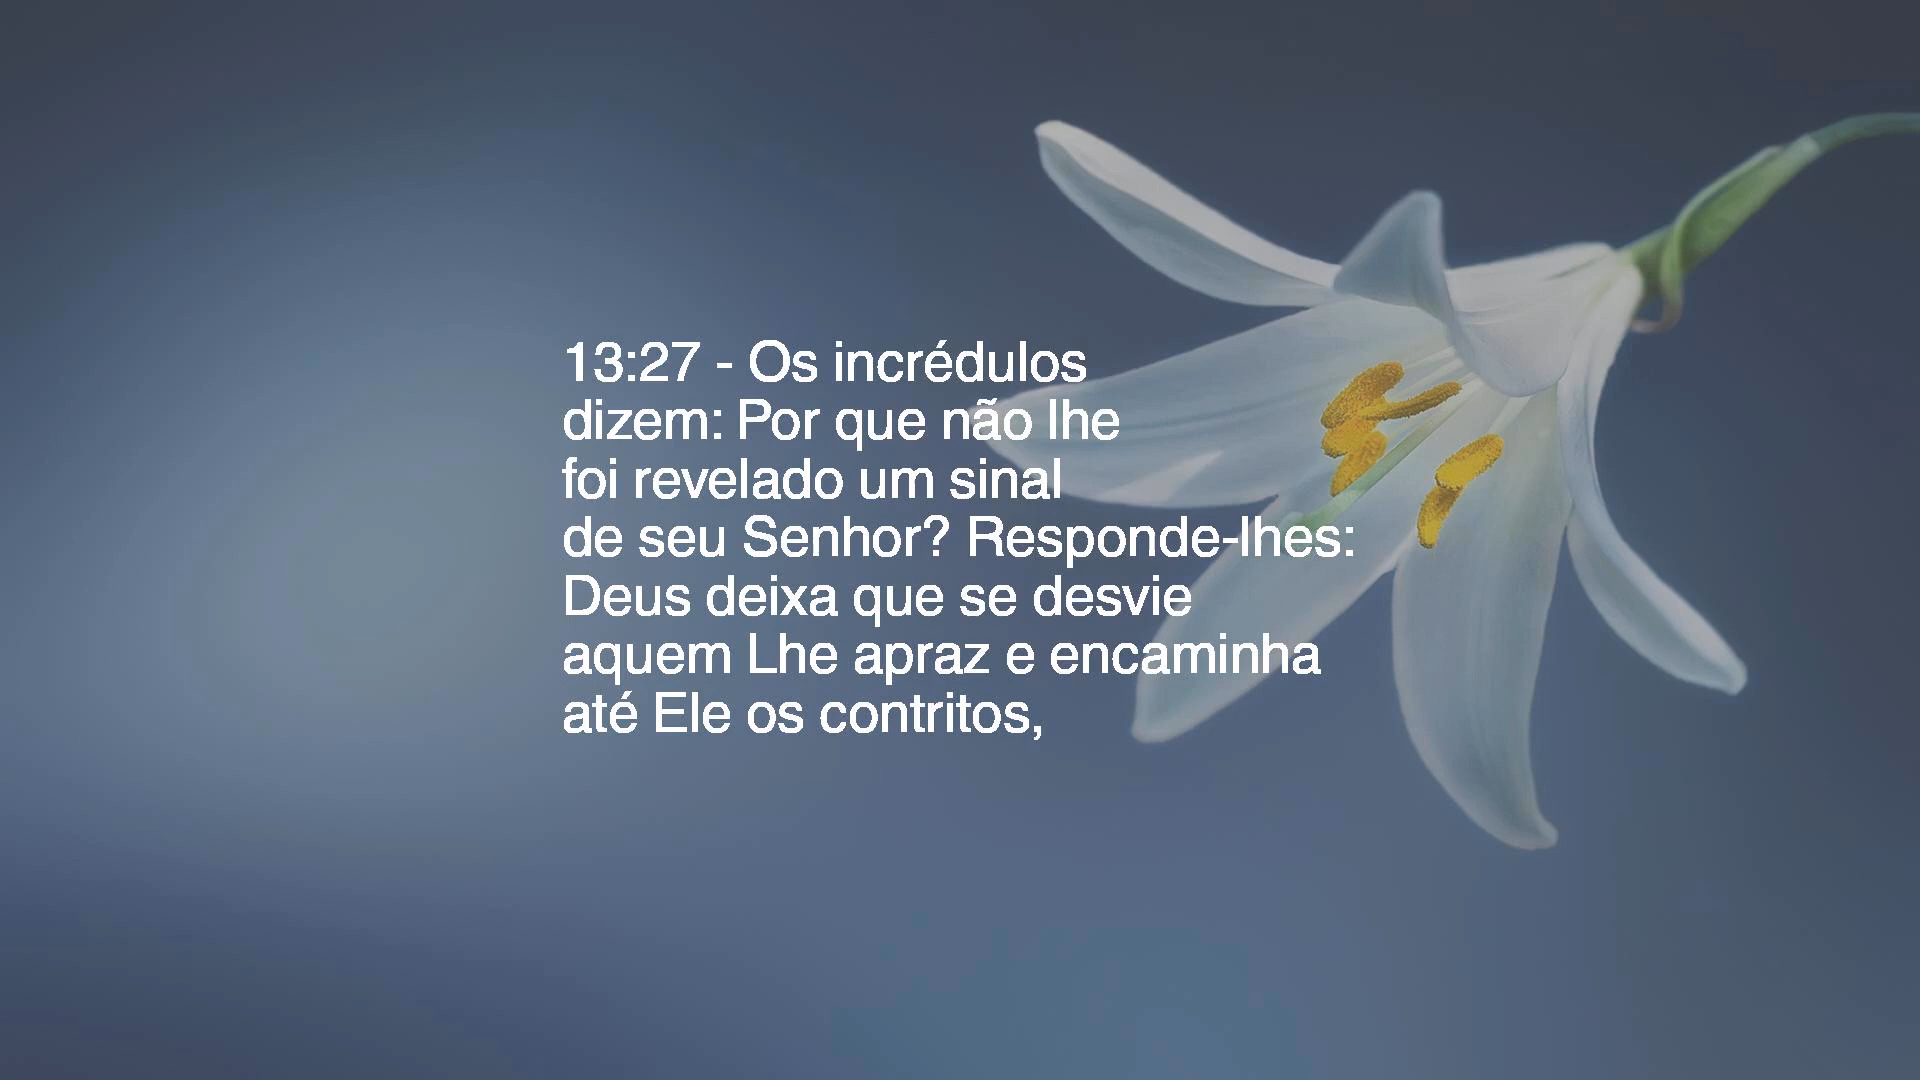 13:27 - Os incrédulos
dizem: Por que não lhe
foi revelado um sinal
de seu Senhor? Responde-lhes:
Deus deixa que se desvie
aquem Lhe apraz e encaminha
até Ele os contritos,